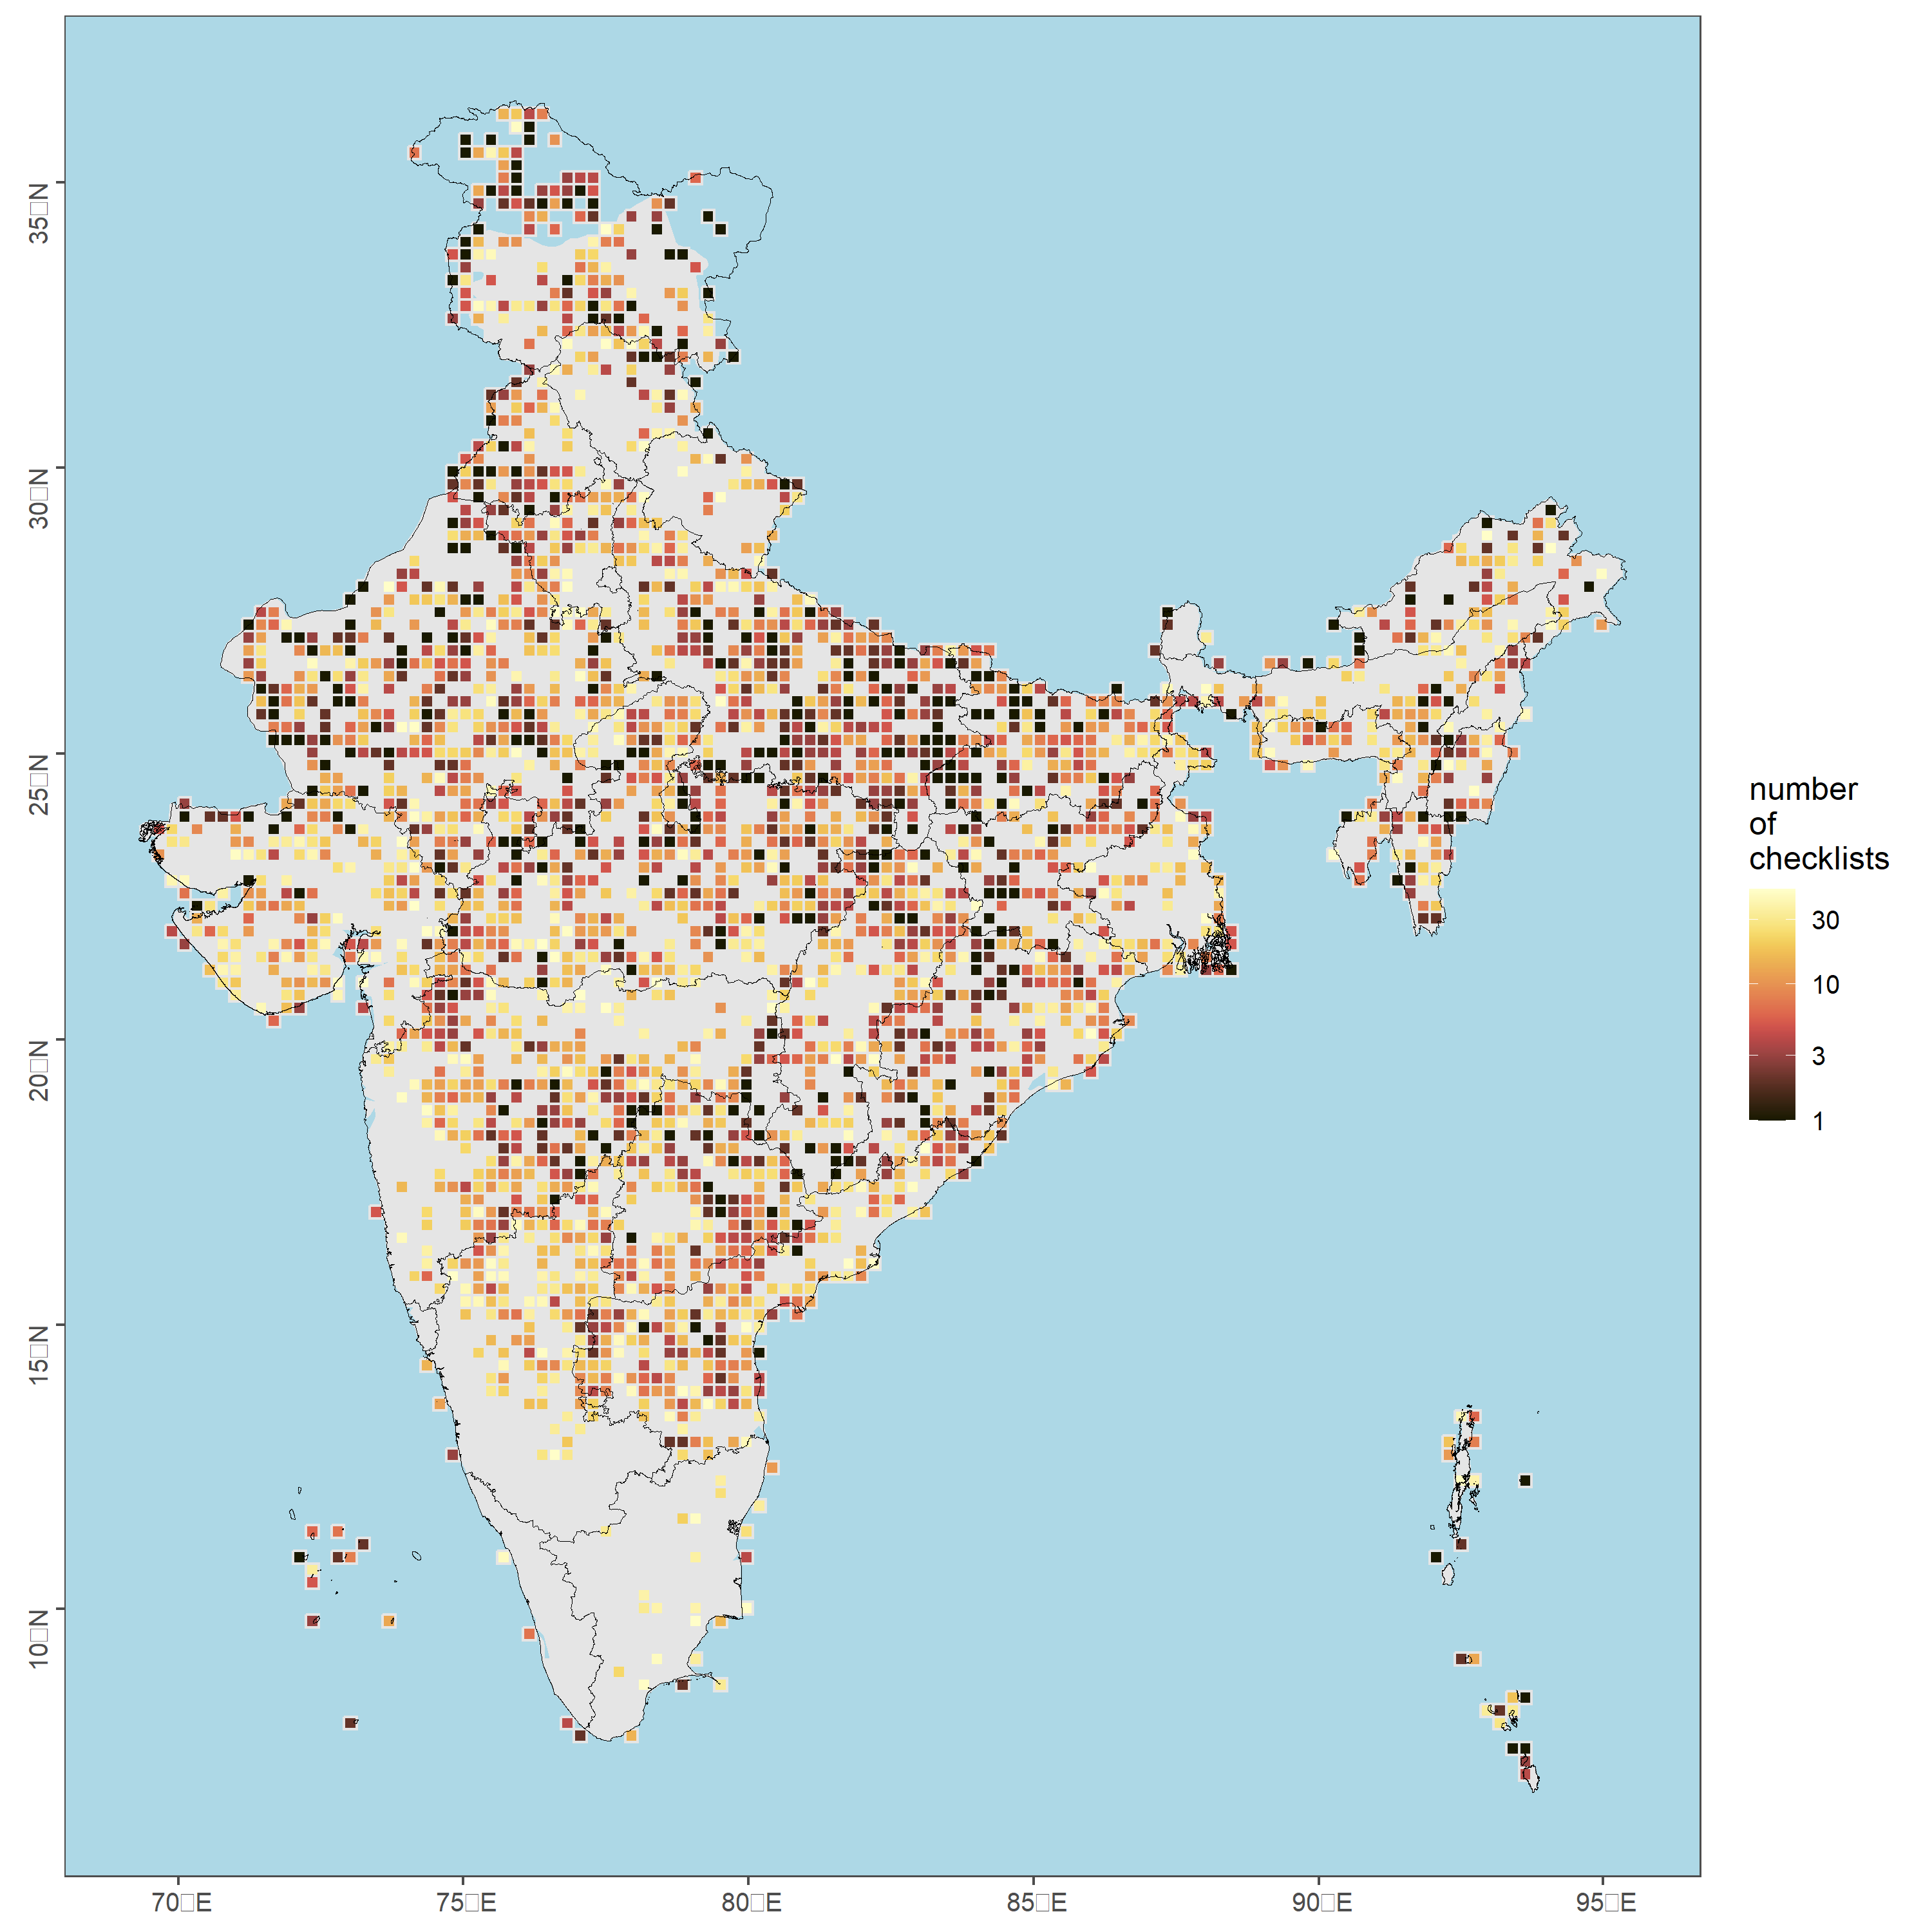 35□N
30□N
25□N
20□N
15□N
10□N
70□E
75□E
80□E
85□E
90□E
95□E
number
of
checklists
30
10
3
1